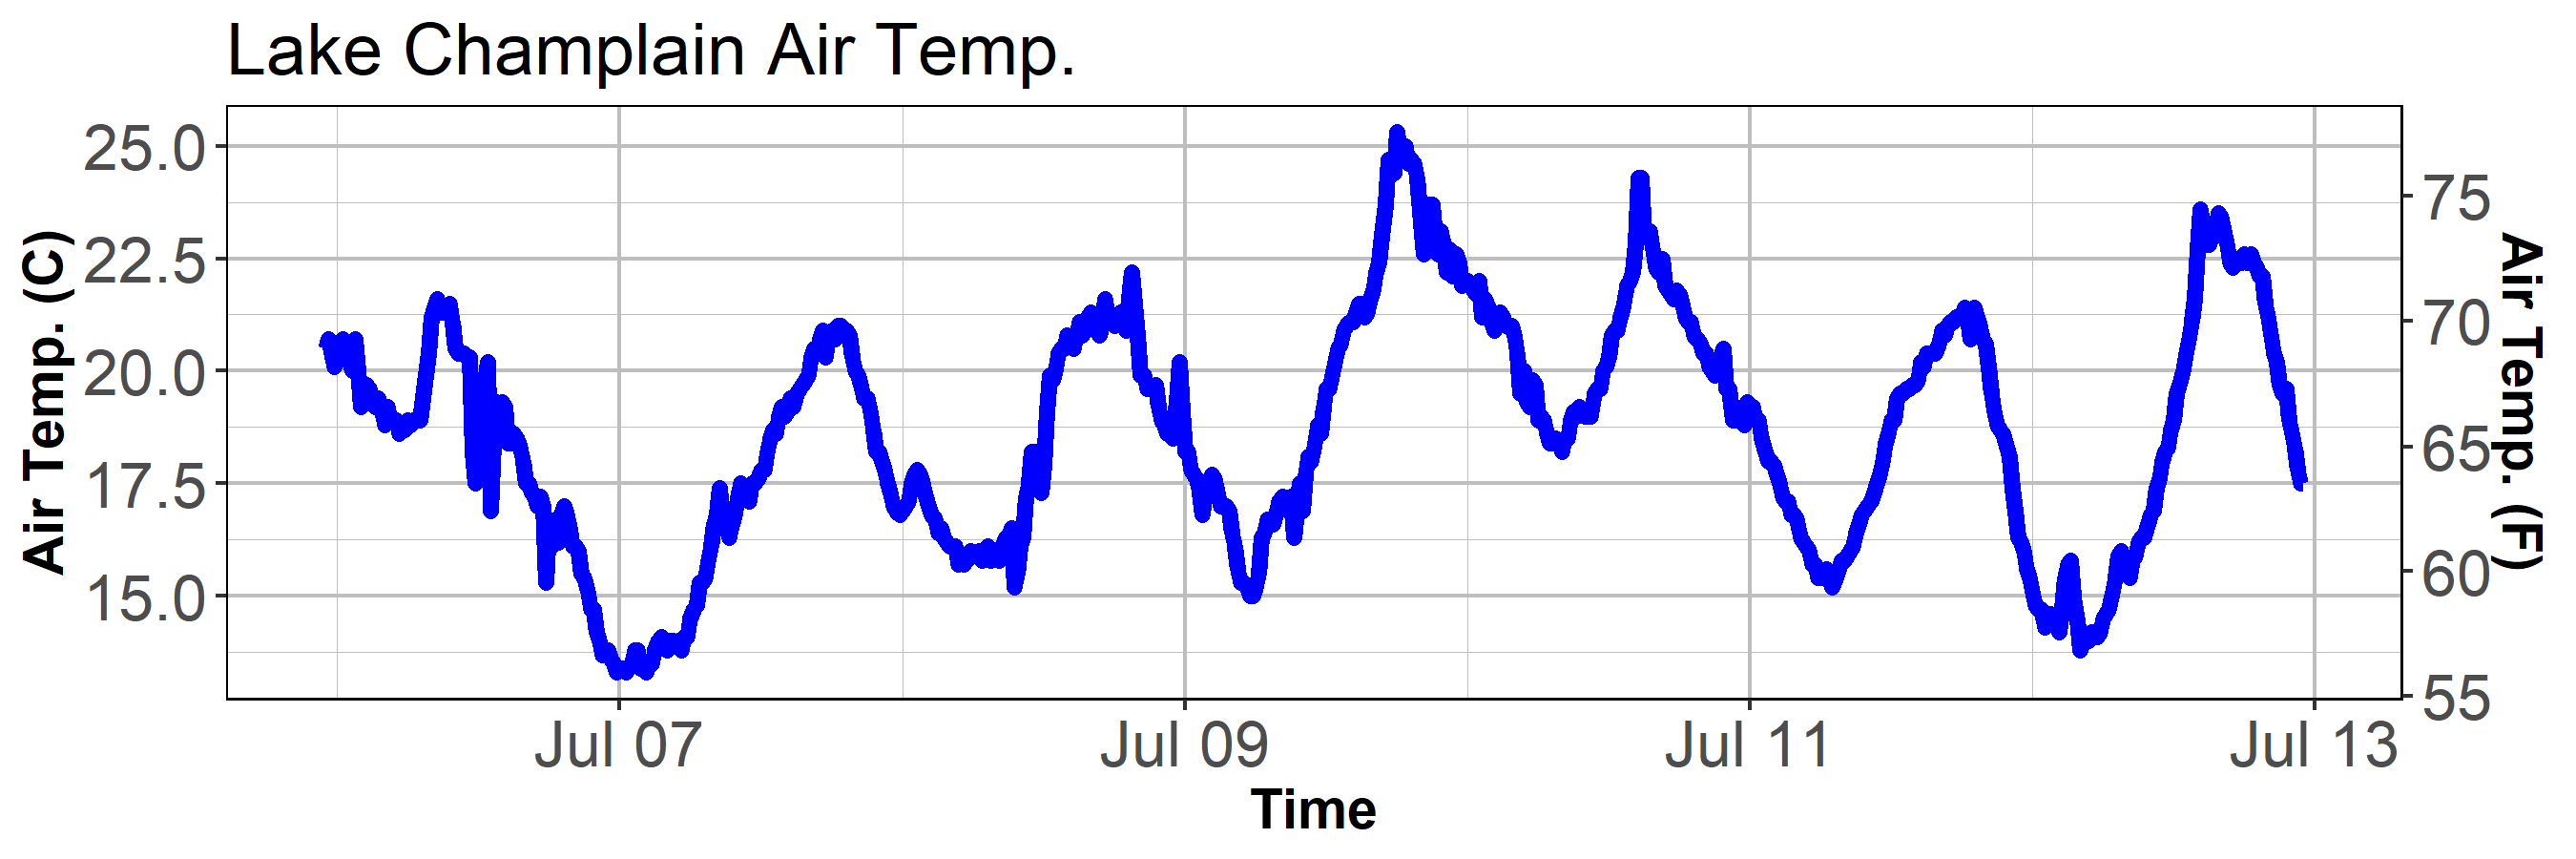 Lake Champlain Air Temp.
Air Temp. (C)
25.0
22.5
20.0
17.5
15.0
75
70
65
60
55
Air Temp. (F)
Jul 07
Jul 09
Jul 11
Jul 13
Time